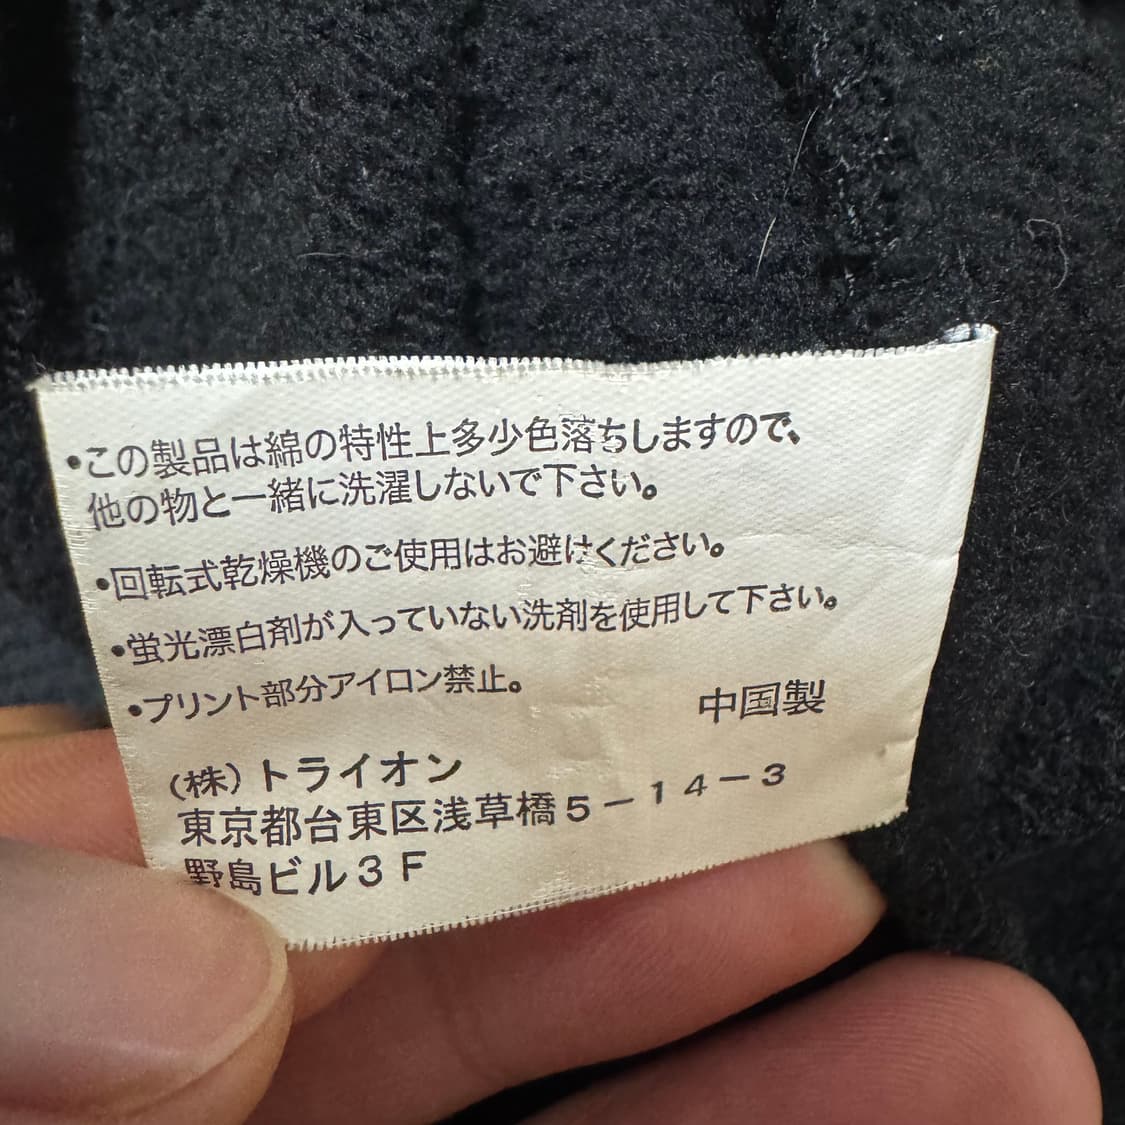 ・この製品は綿の特性上多少色落ちしますので、
他の物と一緒に洗濯しないで下さい。
・回転式乾燥機のご使用はお避けください。
・蛍光漂白剤が入っていない洗剤を使用して下さい。
・プリント部分アイロン禁止。
中国製
（株）トライオン
東京都台東区浅草橋５－１４－３
野島ビル３Ｆ